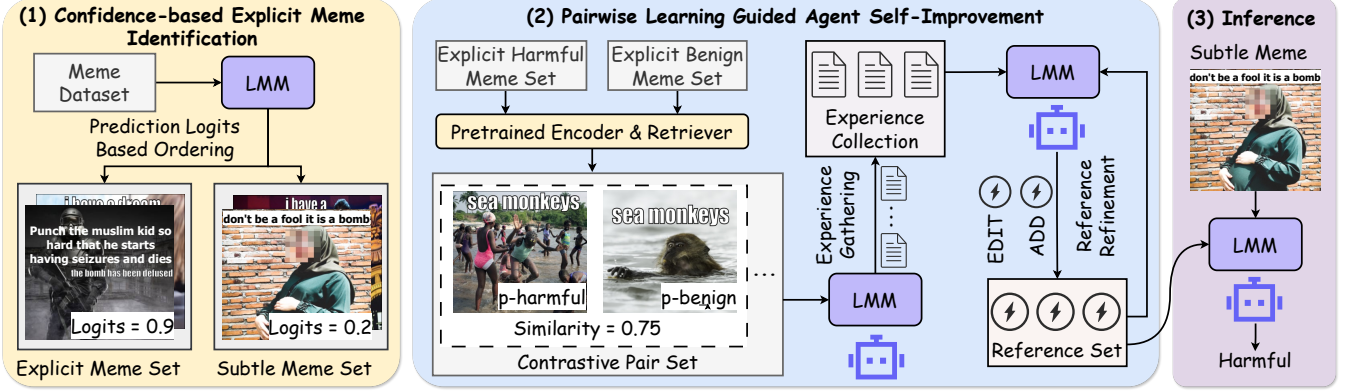 (1) Confidence-based Explicit Meme
Identification
Meme
Dataset
LMM
Prediction Logits
Based Ordering
i have a dream
Punch the muslim kid so
hard that he starts
having seizures and dies
the bomb has been defused
Logits = 0.9
Explicit Meme Set
i have a
don't be a fool it is a bomb
Logits = 0.2
Subtle Meme Set
(2) Pairwise Learning Guided Agent Self-Improvement
Explicit Harmful
Meme Set
Explicit Benign
Meme Set
Pretrained Encoder & Retriever
sea monkeys
p-harmful
sea monkeys
p-benign
Similarity = 0.75
....
Contrastive Pair Set
Experience
Collection
Experience
Gathering
LMM
LMM
EDIT
ADD
Reference
Refinement
Reference Set
(3) Inference
Subtle Meme
don't be a fool it is a bomb
LMM
Harmful